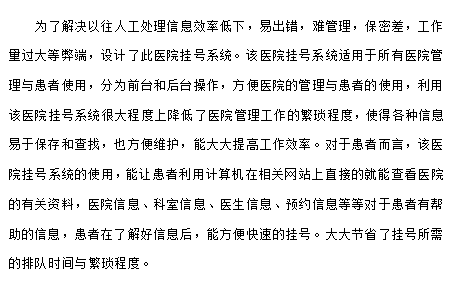 为了解决以往人工处理信息效率低下，易出错，难管理，保密差，工作
量过大等弊端，设计了此医院挂号系统。该医院挂号系统适用于所有医院管
理与患者使用，分为前台和后台操作，方便医院的管理与患者的使用，利用
该医院挂号系统很大程度上降低了医院管理工作的繁琐程度，使得各种信息
易于保存和查找，也方便维护，能大大提高工作效率。对于患者而言，该医
院挂号系统的使用，能让患者利用计算机在相关网站上直接的就能查看医院
的有关资料，医院信息、科室信息、医生信息、预约信息等等对于患者有帮
助的信息，患者在了解好信息后，能方便快速的挂号。大大节省了挂号所需
的排队时间与繁琐程度。